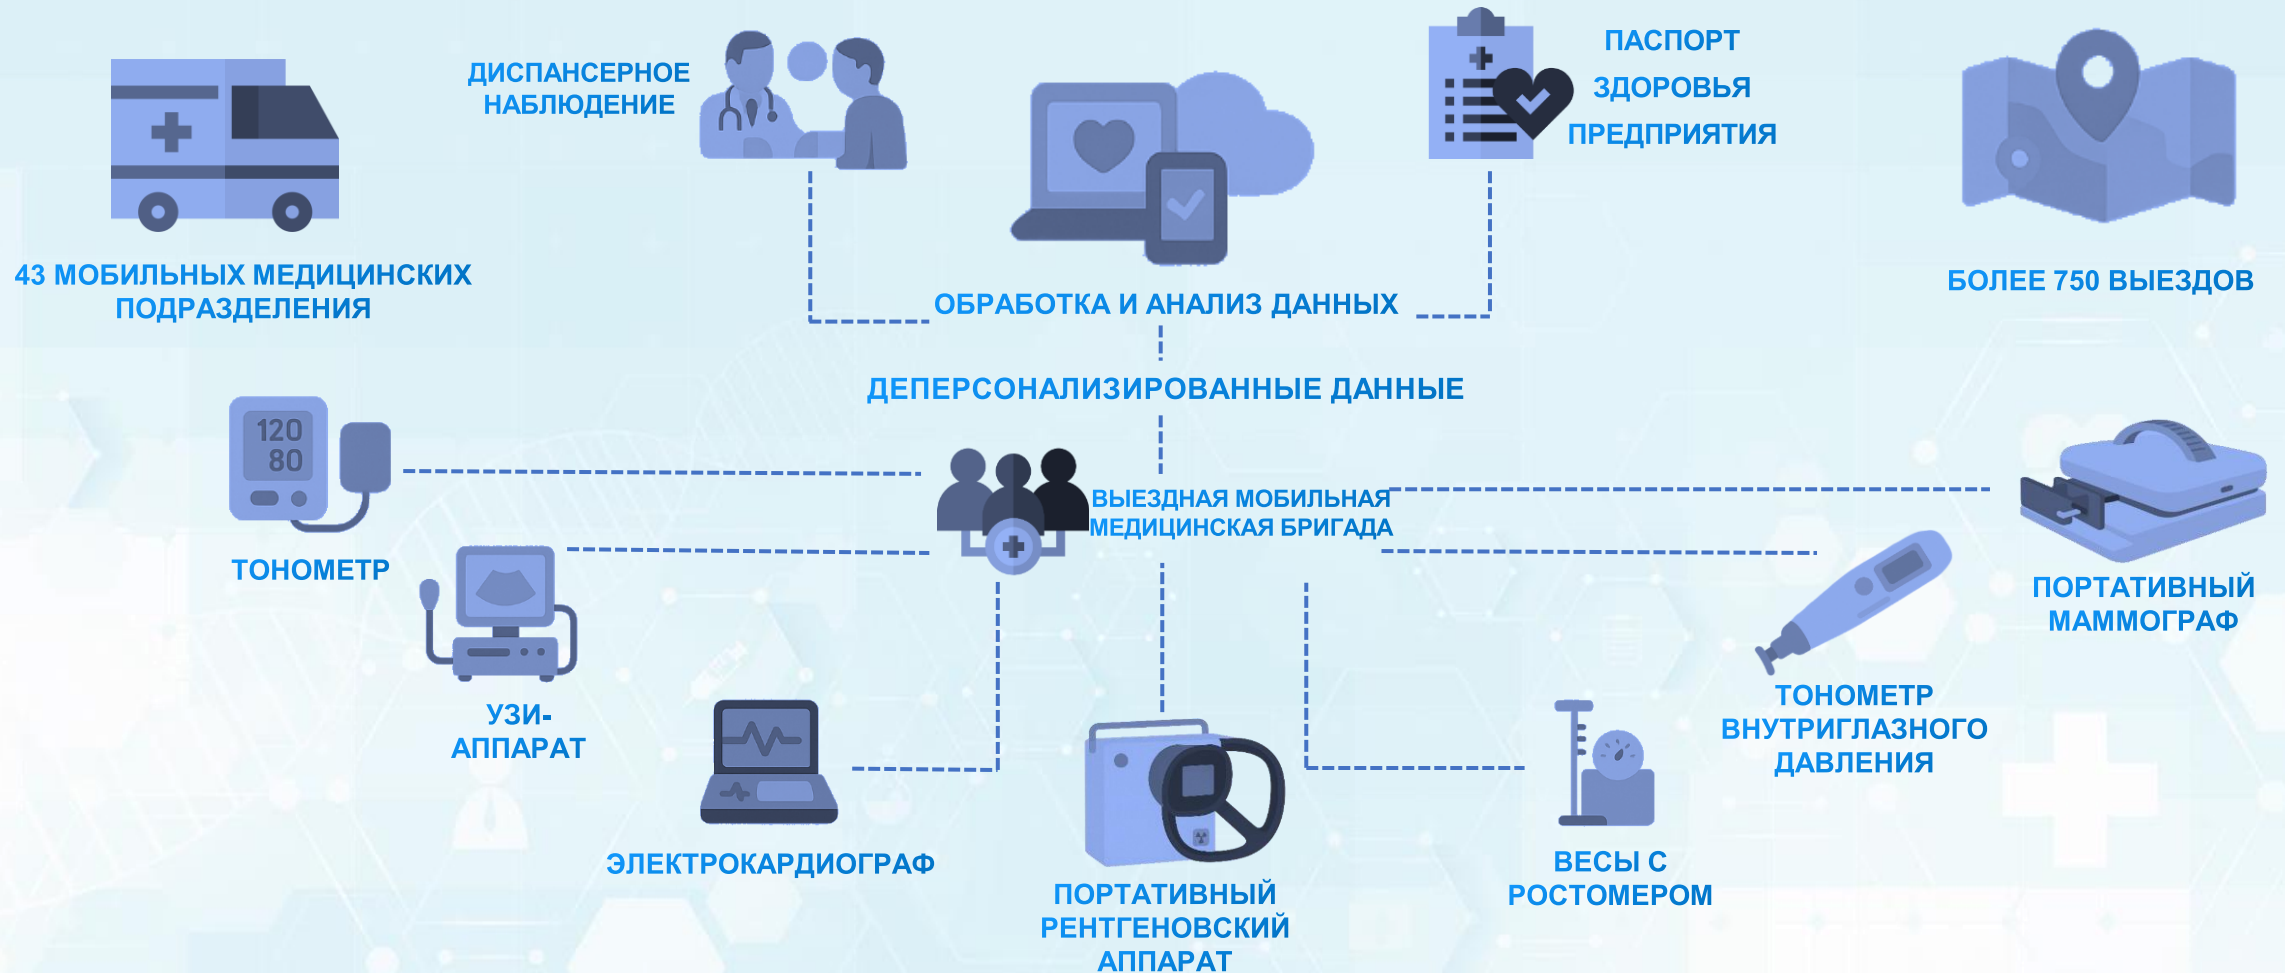 ДИСПАНСЕРНОЕ
НАБЛЮДЕНИЕ
ПАСПОРТ
ЗДОРОВЬЯ
ПРЕДПРИЯТИЯ
43 МОБИЛЬНЫХ МЕДИЦИНСКИХ
ПОДРАЗДЕЛЕНИЯ
ОБРАБОТКА И АНАЛИЗ ДАННЫХ
БОЛЕЕ 750 ВЫЕЗДОВ
ДЕПЕРСОНАЛИЗИРОВАННЫЕ ДАННЫЕ
120
80
ТОНОМЕТР
ВЫЕЗДНАЯ МОБИЛЬНАЯ
МЕДИЦИНСКАЯ БРИГАДА
ПОРТАТИВНЫЙ
МАММОГРАФ
УЗИ-
АППАРАТ
ТОНОМЕТР
ВНУТРИГЛАЗНОГО
ДАВЛЕНИЯ
ЭЛЕКТРОКАРДИОГРАФ
ПОРТАТИВНЫЙ
РЕНТГЕНОВСКИЙ
АППАРАТ
ВЕСЫ С
РОСТОМЕРОМ